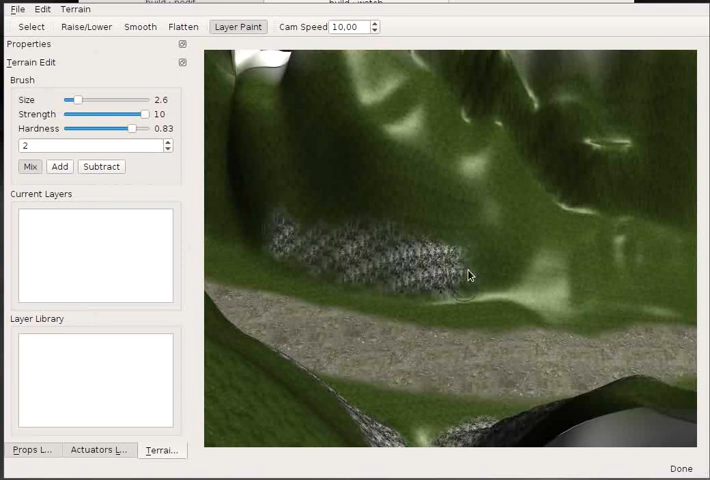 File Edit Terrain
Select Raise/Lower Smooth Flatten Layer Paint Cam Speed 10,00
Properties
Terrain Edit
Brush
Size 2.6
Strength 10
Hardness 0.83
2
Mix Add Subtract
Current Layers
Layer Library
Props L... Actuators L... Terrai...
Done